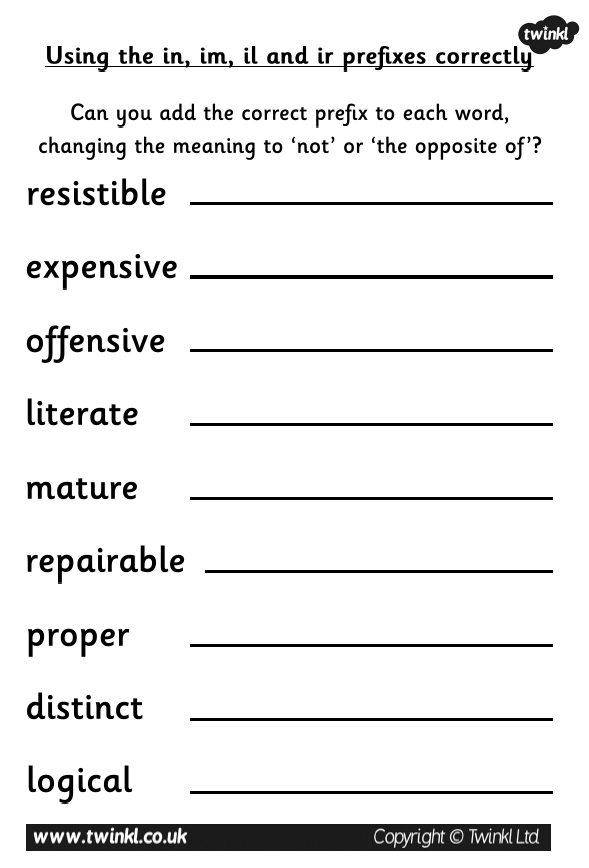 twinkl
Using the in, im, il and ir prefixes correctly
Can you add the correct prefix to each word,
changing the meaning to ‘not’ or ‘the opposite of’?
resistible
expensive
offensive
literate
mature
repairable
proper
distinct
logical
www.twinkl.co.uk Copyright © Twinkl Ltd